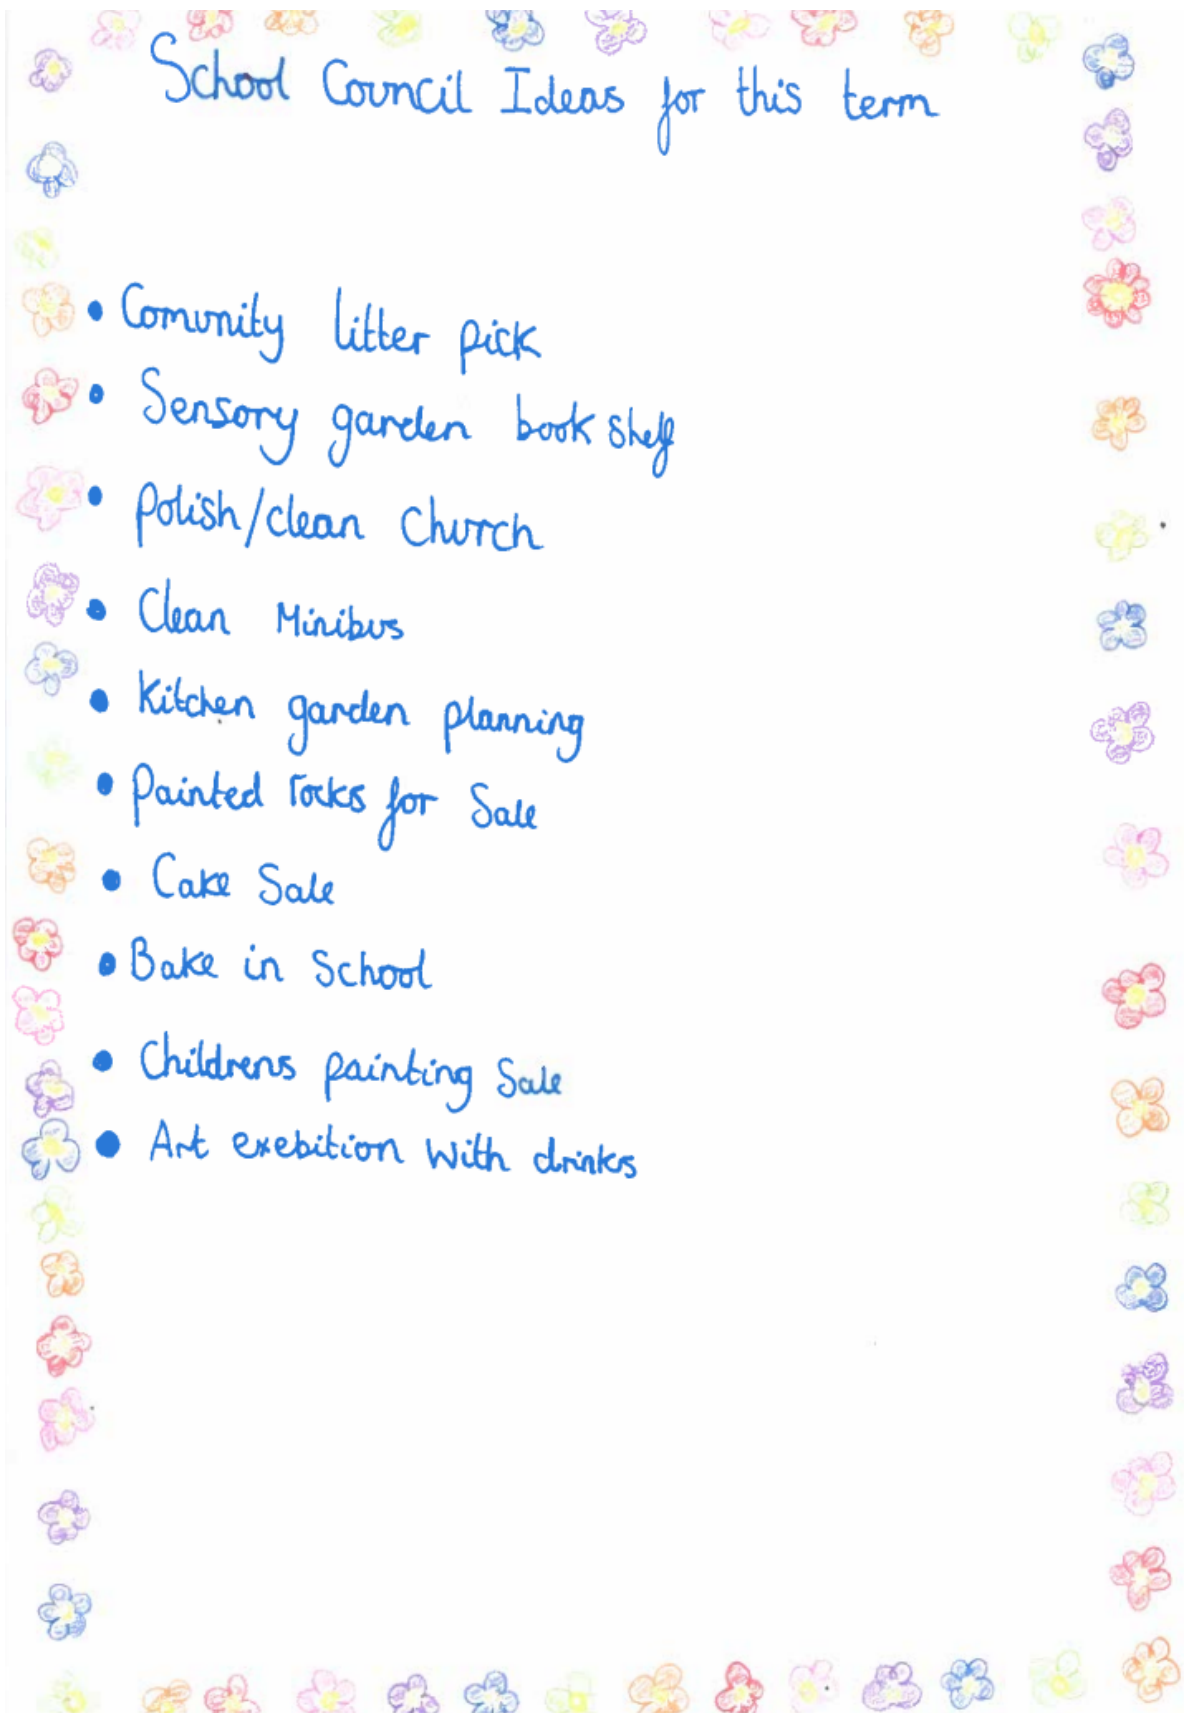 School Council Ideas for this term
• Comunity litter pick
• Sensory garden book shelf
• Polish/clean Church
• Clean Minibus
• Kitchen garden planning
• Painted rocks for Sale
• Cake Sale
• Bake in School
• Childrens painting Sale
• Art exebition with drinks